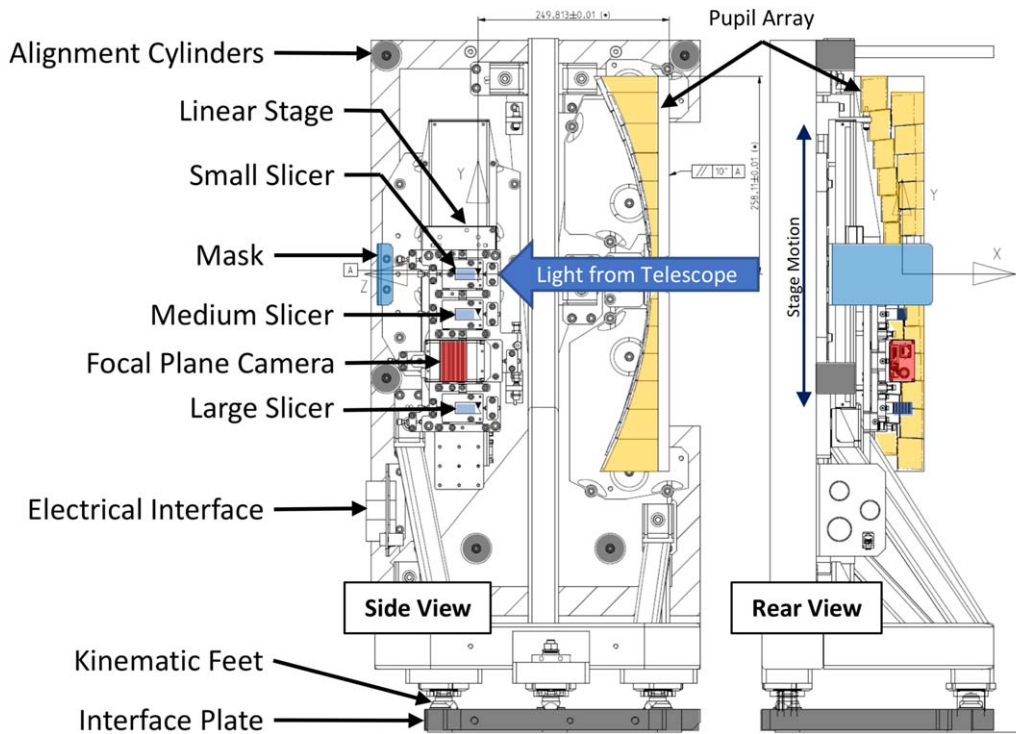 249.813±0.01 (•)
Pupil Array
Alignment Cylinders
Linear Stage
Small Slicer
Y
// 10" A
258.11±0.01 (•)
Y
Mask
A
Z
Light from Telescope
Stage Motion
X
Medium Slicer
Focal Plane Camera
Large Slicer
Electrical Interface
Side View
Rear View
Kinematic Feet
Interface Plate